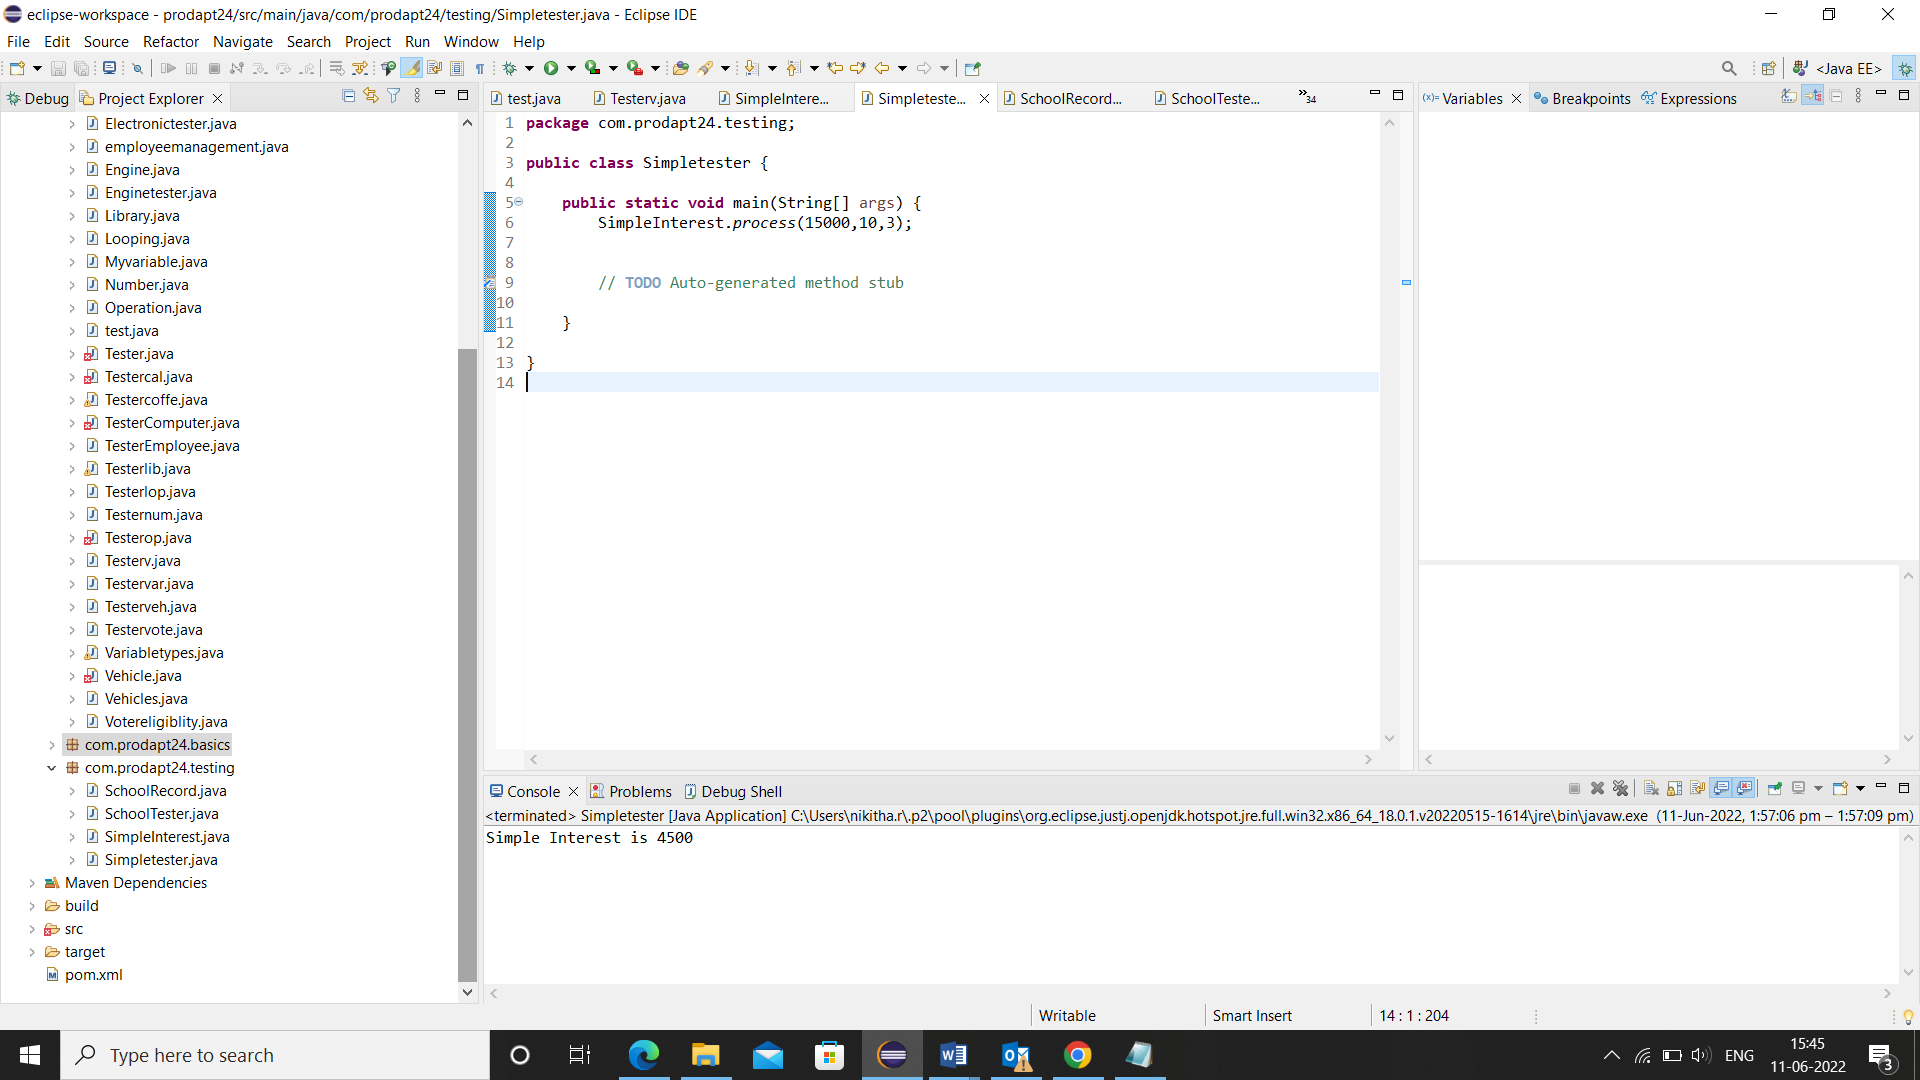 eclipse-workspace - prodapt24/src/main/java/com/prodapt24/testing/Simpletester.java - Eclipse IDE
File Edit Source Refactor Navigate Search Project Run Window Help
<Java EE>
Debug Project Explorer
test.java Testerv.java SimpleIntere... Simpleteste... SchoolRecord... SchoolTeste... »34
(x)= Variables Breakpoints Expressions
Electronictester.java
employeemanagement.java
Engine.java
Enginetester.java
Library.java
Looping.java
Myvariable.java
Number.java
Operation.java
test.java
Tester.java
Testercal.java
Testercoffe.java
TesterComputer.java
TesterEmployee.java
Testerlib.java
Testerlop.java
Testernum.java
Testerop.java
Testerv.java
Testervar.java
Testerveh.java
Testervote.java
Variabletypes.java
Vehicle.java
Vehicles.java
Votereligiblity.java
com.prodapt24.basics
com.prodapt24.testing
SchoolRecord.java
SchoolTester.java
SimpleInterest.java
Simpletester.java
Maven Dependencies
build
src
target
pom.xml
1 package com.prodapt24.testing;
2
3 public class Simpletester {
4
5 public static void main(String[] args) {
6 SimpleInterest.process(15000,10,3);
7
8
9 // TODO Auto-generated method stub
10
11 }
12
13 }
14
Console Problems Debug Shell
<terminated> Simpletester [Java Application] C:\Users\nikitha.r\.p2\pool\plugins\org.eclipse.justj.openjdk.hotspot.jre.full.win32.x86_64_18.0.1.v20220515-1614\jre\bin\javaw.exe (11-Jun-2022, 1:57:06 pm – 1:57:09 pm)
Simple Interest is 4500
Writable Smart Insert 14 : 1 : 204
Type here to search
ENG
15:45
11-06-2022
3